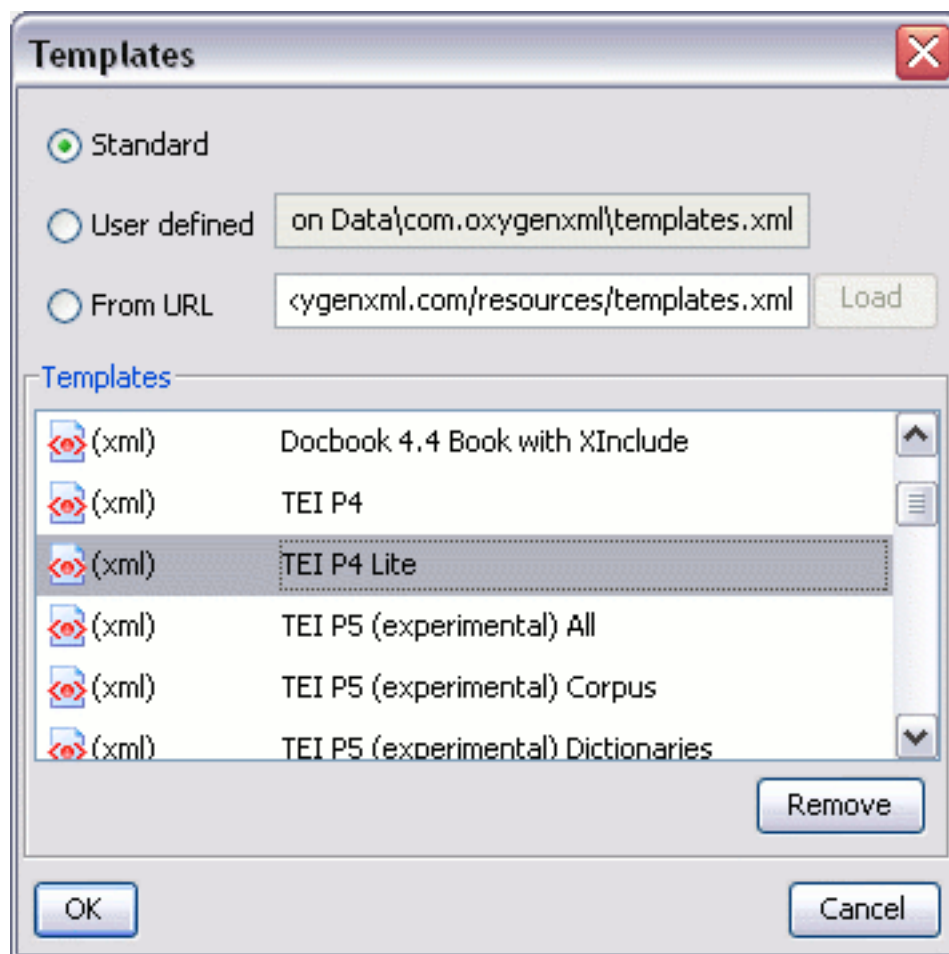 Templates
Standard
User defined on Data\com.oxygenxml\templates.xml
From URL ygenxml.com/resources/templates.xml Load
Templates
(xml) Docbook 4.4 Book with XInclude
(xml) TEI P4
(xml) TEI P4 Lite
(xml) TEI P5 (experimental) All
(xml) TEI P5 (experimental) Corpus
(xml) TEI P5 (experimental) Dictionaries
Remove
OK Cancel